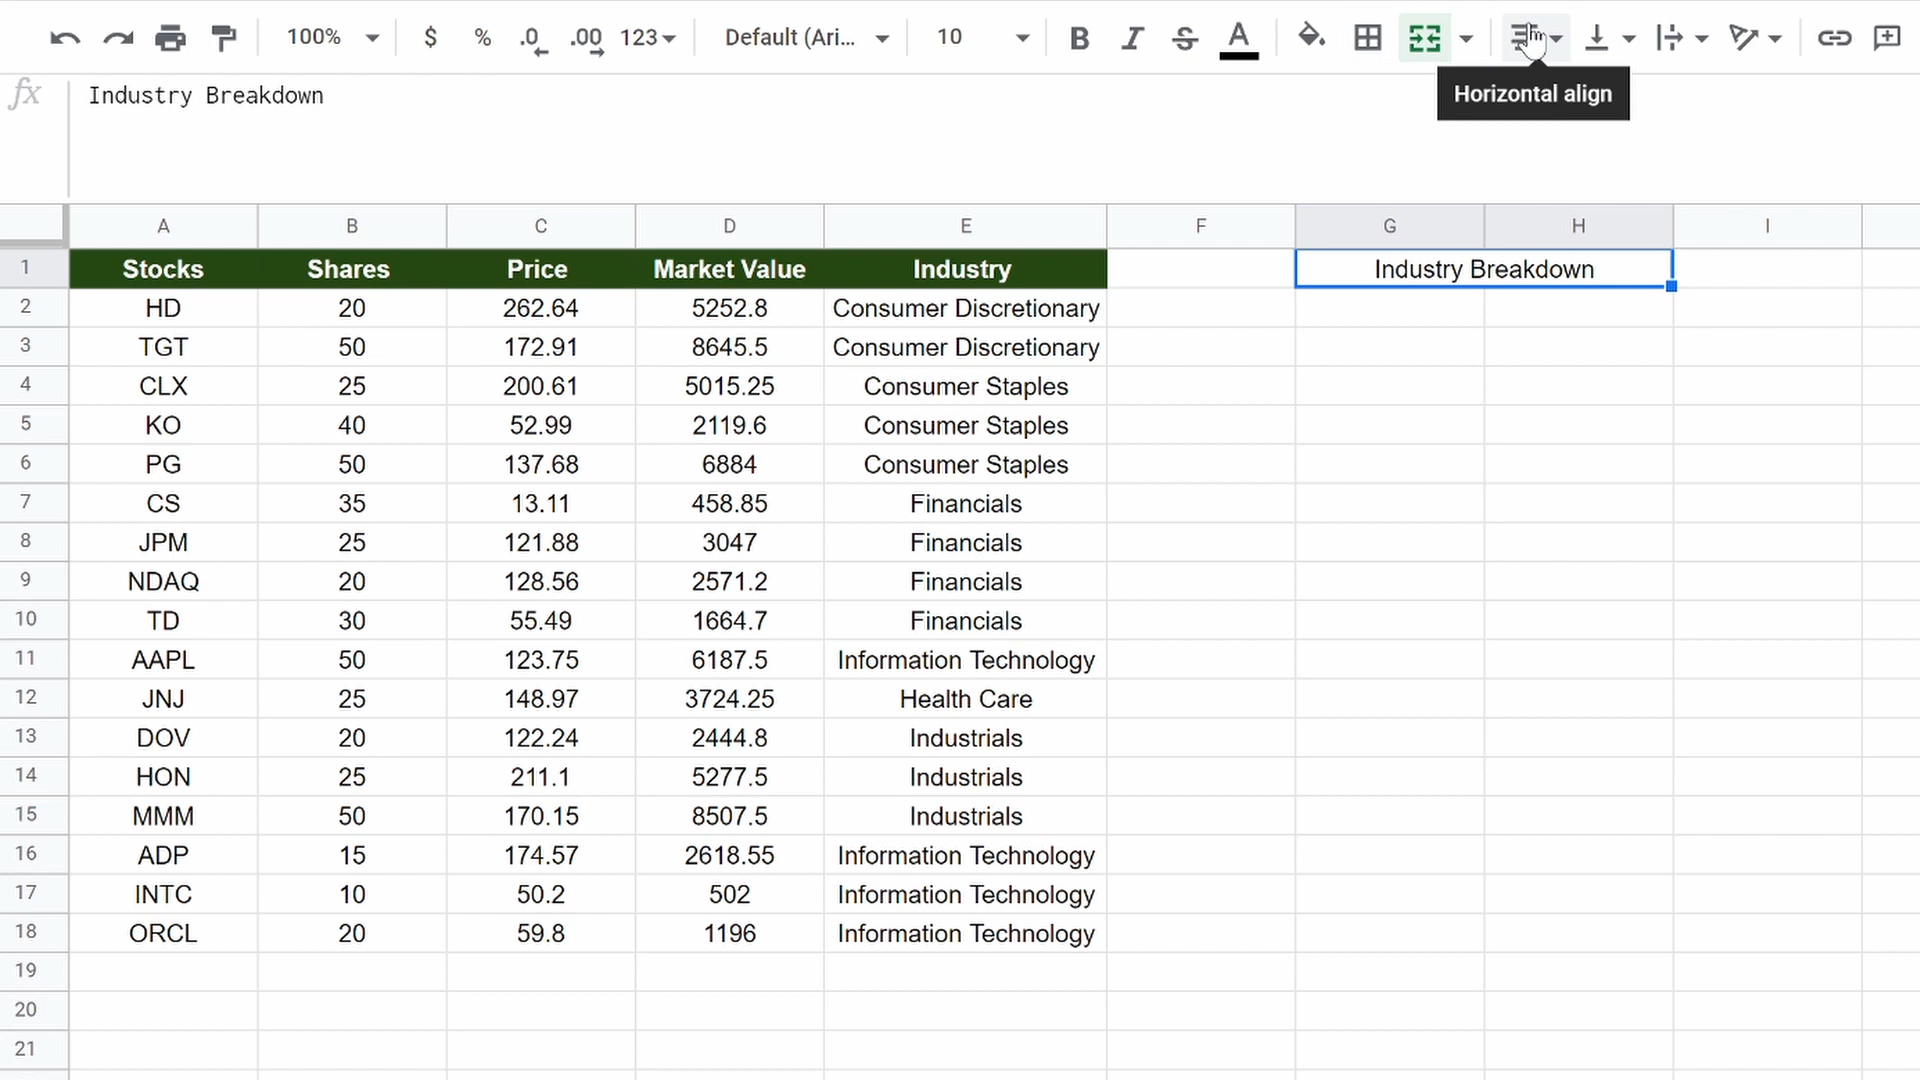 100% $ % .0 .00 123 Default (Ari... 10 B I S A
Horizontal align
fx Industry Breakdown
A B C D E F G H I
1 Stocks Shares Price Market Value Industry Industry Breakdown
2 HD 20 262.64 5252.8 Consumer Discretionary
3 TGT 50 172.91 8645.5 Consumer Discretionary
4 CLX 25 200.61 5015.25 Consumer Staples
5 KO 40 52.99 2119.6 Consumer Staples
6 PG 50 137.68 6884 Consumer Staples
7 CS 35 13.11 458.85 Financials
8 JPM 25 121.88 3047 Financials
9 NDAQ 20 128.56 2571.2 Financials
10 TD 30 55.49 1664.7 Financials
11 AAPL 50 123.75 6187.5 Information Technology
12 JNJ 25 148.97 3724.25 Health Care
13 DOV 20 122.24 2444.8 Industrials
14 HON 25 211.1 5277.5 Industrials
15 MMM 50 170.15 8507.5 Industrials
16 ADP 15 174.57 2618.55 Information Technology
17 INTC 10 50.2 502 Information Technology
18 ORCL 20 59.8 1196 Information Technology
19
20
21